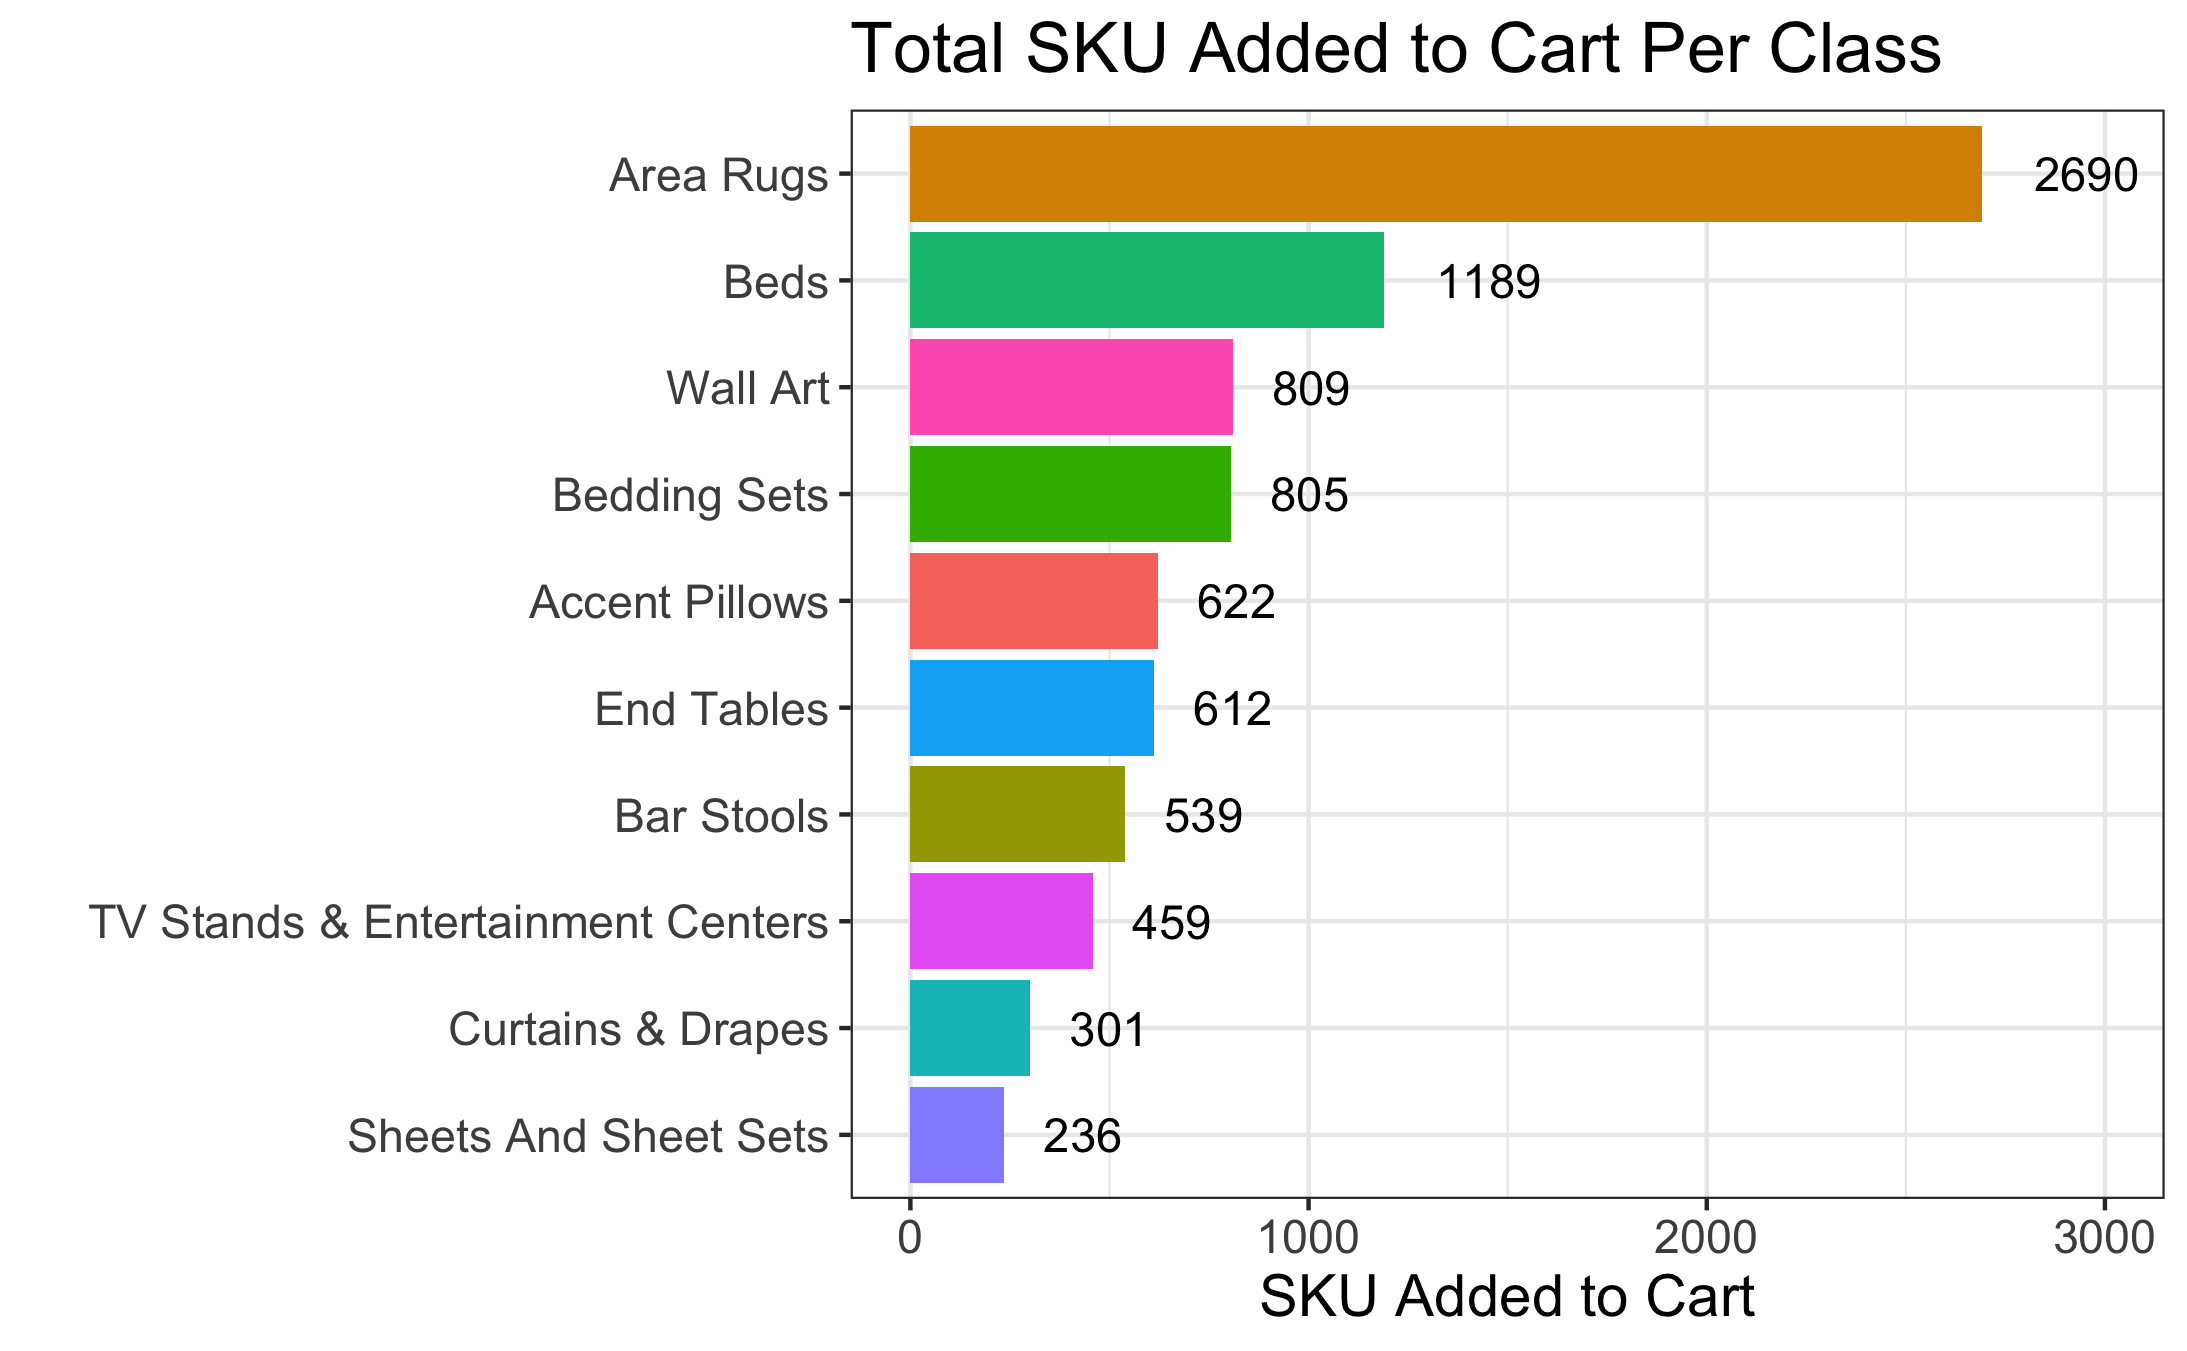 Total SKU Added to Cart Per Class
Area Rugs 2690
Beds 1189
Wall Art 809
Bedding Sets 805
Accent Pillows 622
End Tables 612
Bar Stools 539
TV Stands & Entertainment Centers 459
Curtains & Drapes 301
Sheets And Sheet Sets 236
0 1000 2000 3000
SKU Added to Cart